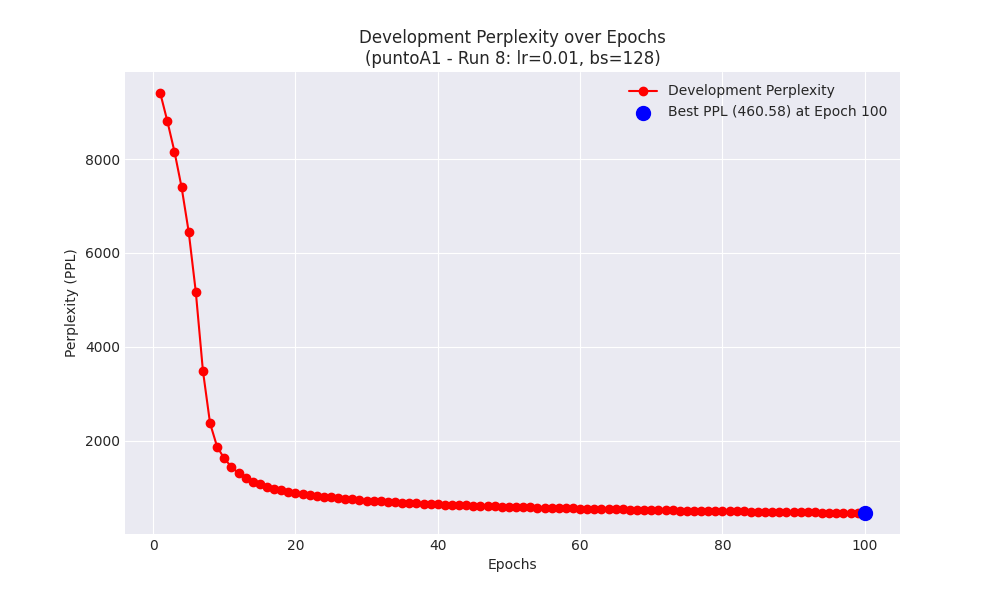 Development Perplexity over Epochs
(puntoA1 - Run 8: lr=0.01, bs=128)
Development Perplexity
Best PPL (460.58) at Epoch 100
Perplexity (PPL)
8000
6000
4000
2000
0 20 40 60 80 100
Epochs